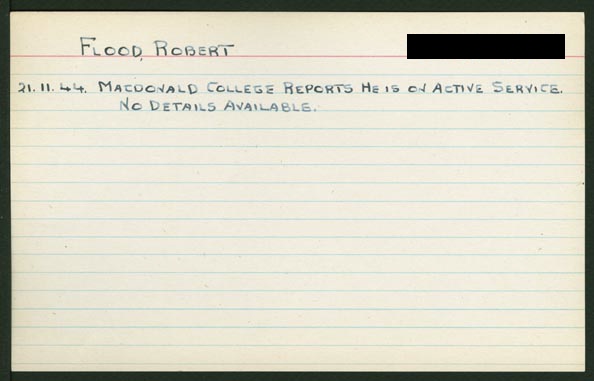 FLOOD, ROBERT
21.11.44. MACDONALD COLLEGE REPORTS HE IS ON ACTIVE SERVICE.
NO DETAILS AVAILABLE.